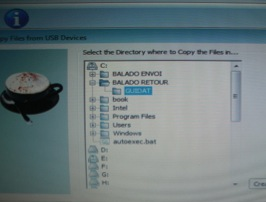 Copy Files from USB Devices
Select the Directory where to Copy the Files in....
C:
BALADO ENVOI
BALADO RETOUR
GUIDAT
book
Intel
Program Files
Users
Windows
autoexec.bat
D:
E:
F:
G:
H: